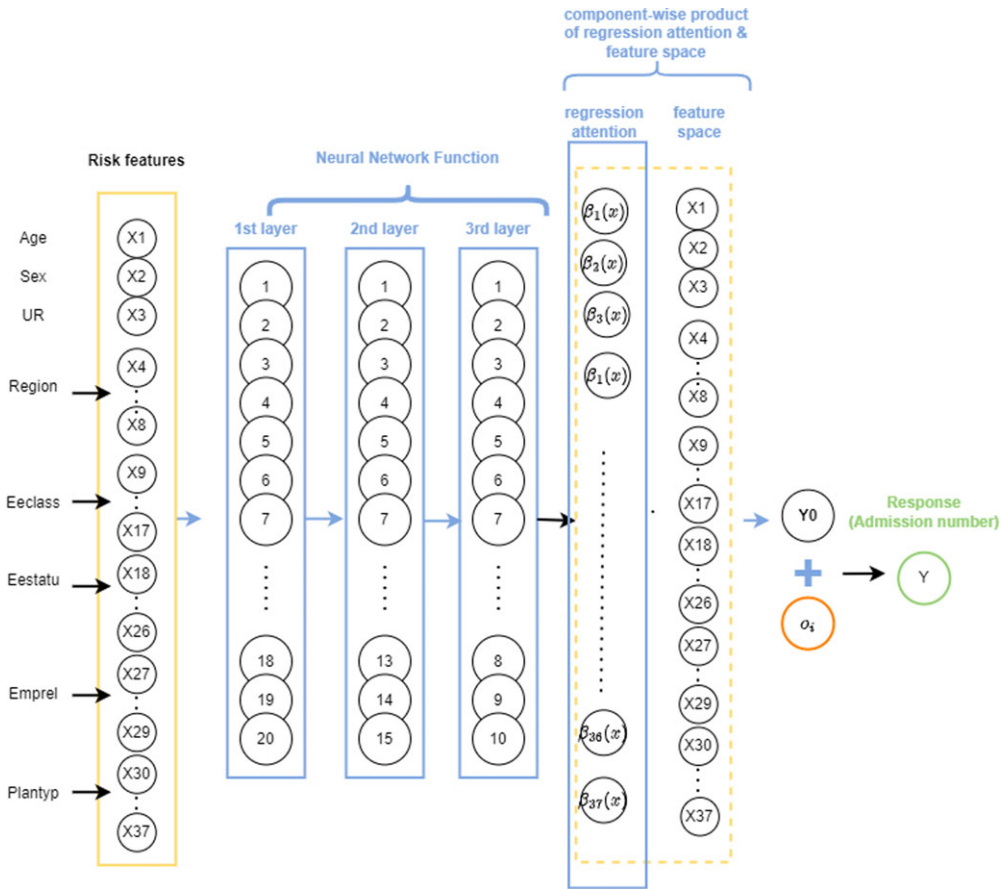 component-wise product
of regression attention &
feature space
regression
attention
feature
space
Risk features
Neural Network Function
1st layer
2nd layer
3rd layer
Age
Sex
UR
Region
Eeclass
Eestatu
Emprel
Plantyp
X1
X2
X3
X4
X8
X9
X17
X18
X26
X27
X29
X30
X37
1
2
3
4
5
6
7
18
19
20
1
2
3
4
5
6
7
13
14
15
1
2
3
4
5
6
7
8
9
10
β₁(x)
β₂(x)
β₃(x)
β₁(x)
β₃₆(x)
β₃₇(x)
X1
X2
X3
X4
X8
X9
X17
X18
X26
X27
X29
X30
X37
Y0
+
oᵢ
Response
(Admission number)
Y